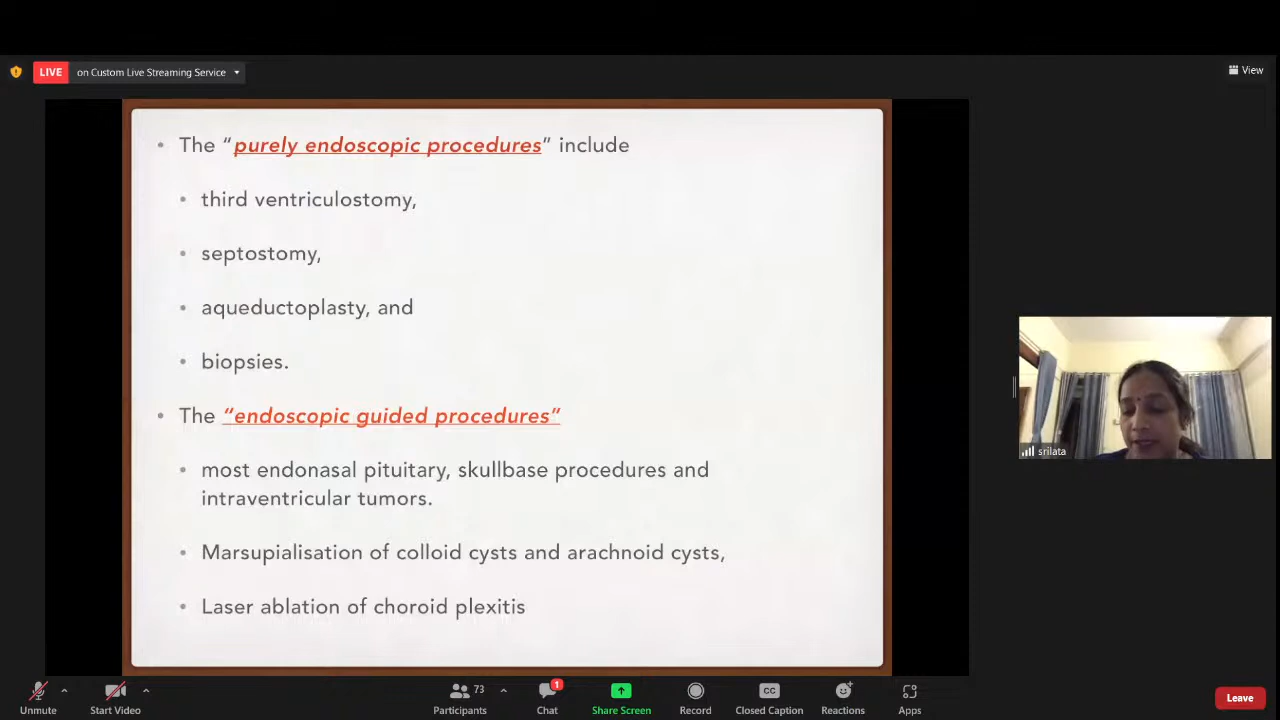 LIVE on Custom Live Streaming Service
View
The “purely endoscopic procedures” include
third ventriculostomy,
septostomy,
aqueductoplasty, and
biopsies.
The “endoscopic guided procedures”
most endonasal pituitary, skullbase procedures and
intraventricular tumors.
Marsupialisation of colloid cysts and arachnoid cysts,
Laser ablation of choroid plexitis
srilata
73
1
Unmute Start Video Participants Chat Share Screen Record Closed Caption Reactions Apps Leave